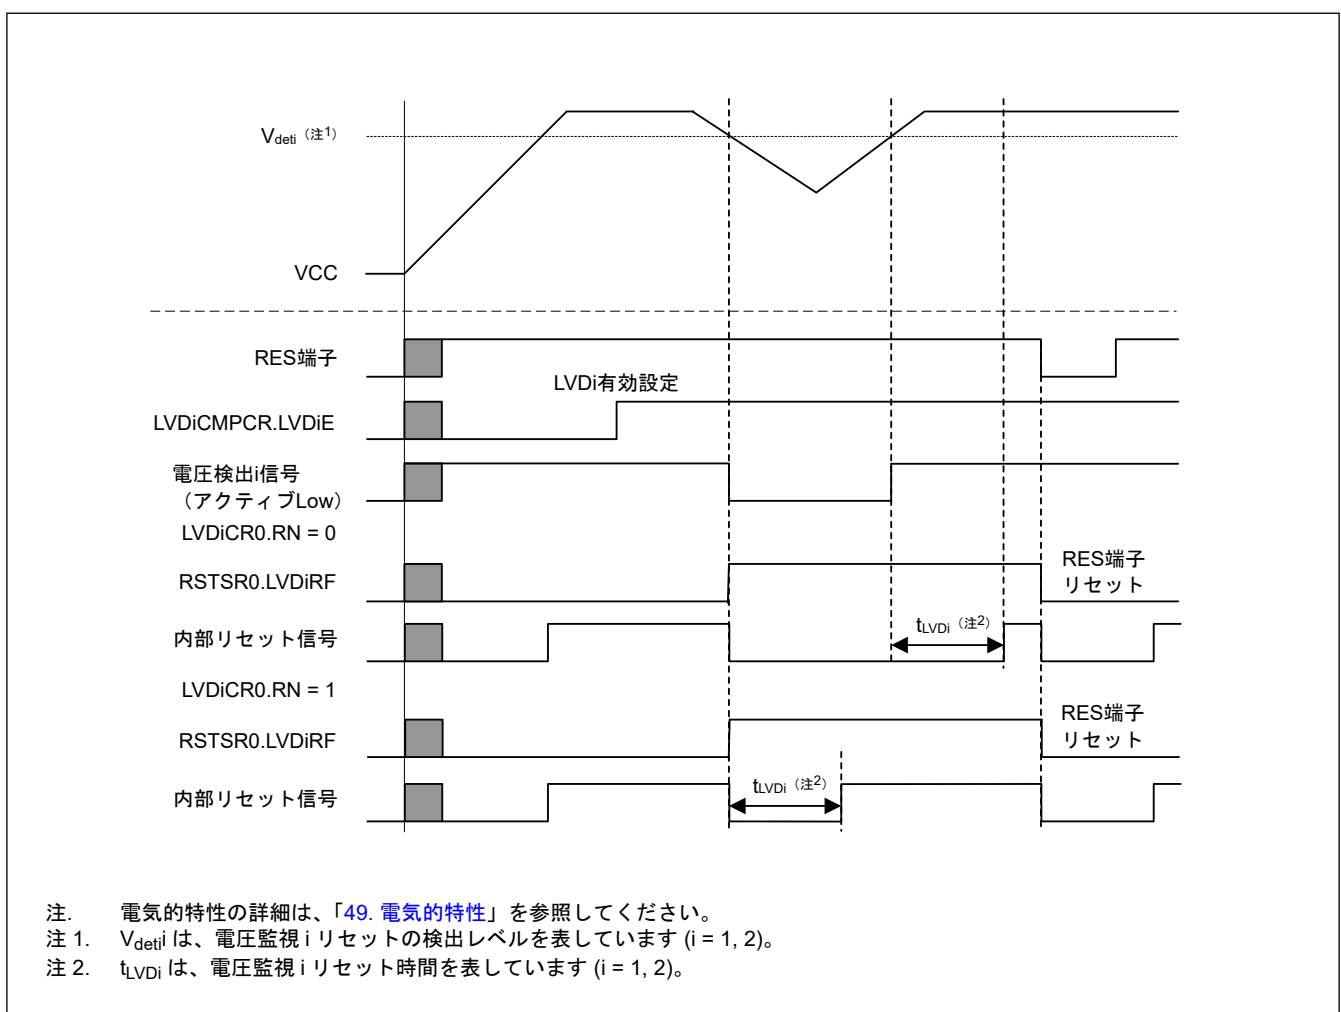 Vdeti（注1）
VCC
RES端子
LVDi有効設定
LVDiCMPCR.LVDiE
電圧検出i信号
（アクティブLow）
LVDiCR0.RN = 0
RES端子
リセット
RSTSR0.LVDiRF
tLVDi（注2）
内部リセット信号
LVDiCR0.RN = 1
RES端子
リセット
RSTSR0.LVDiRF
tLVDi（注2）
内部リセット信号
注. 電気的特性の詳細は、「49. 電気的特性」を参照してください。
注 1. Vdetii は、電圧監視 i リセットの検出レベルを表しています (i = 1, 2)。
注 2. tLVDi は、電圧監視 i リセット時間を表しています (i = 1, 2)。